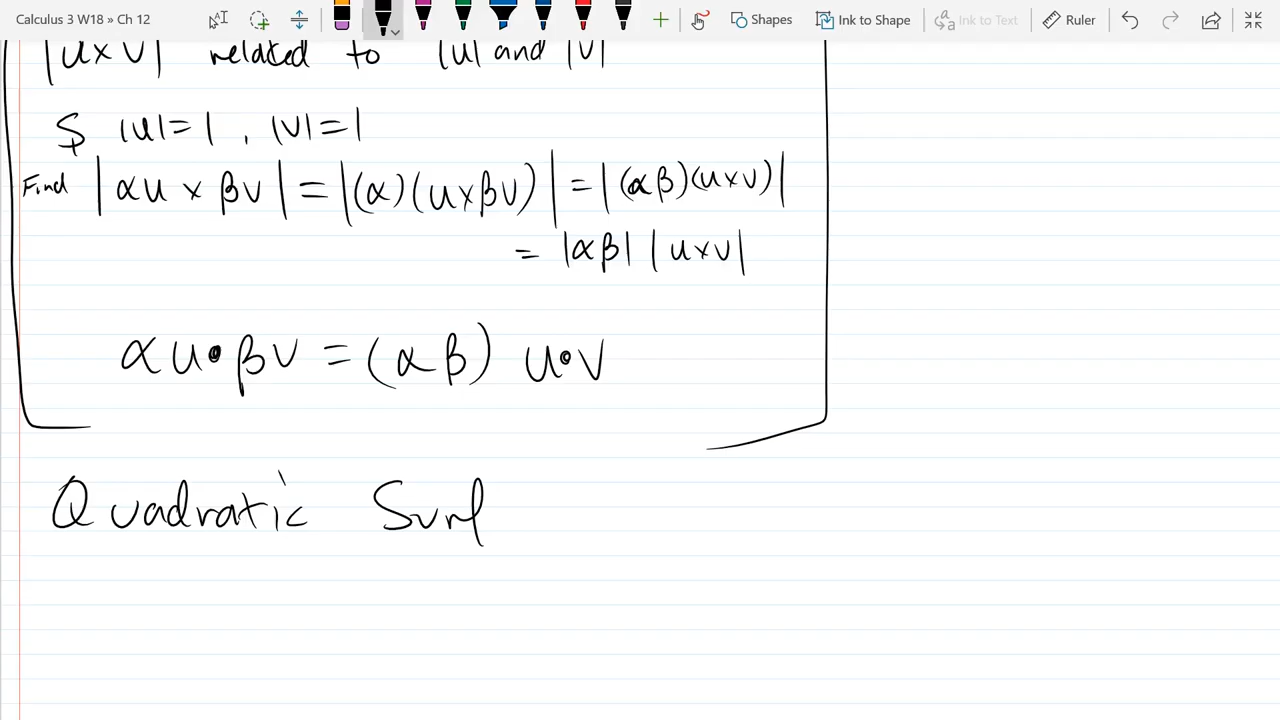 Calculus 3 W18 » Ch 12
Shapes
Ink to Shape
Ink to Text
Ruler
|u×v| related to |u| and |v|
$ |u|=1 , |v|=1
Find |αu × βv| = |(α)(u×βv)| = |(αβ)(u×v)|
= |αβ| |u×v|
αu•βv = (αβ) u•v
Quadratic Surf